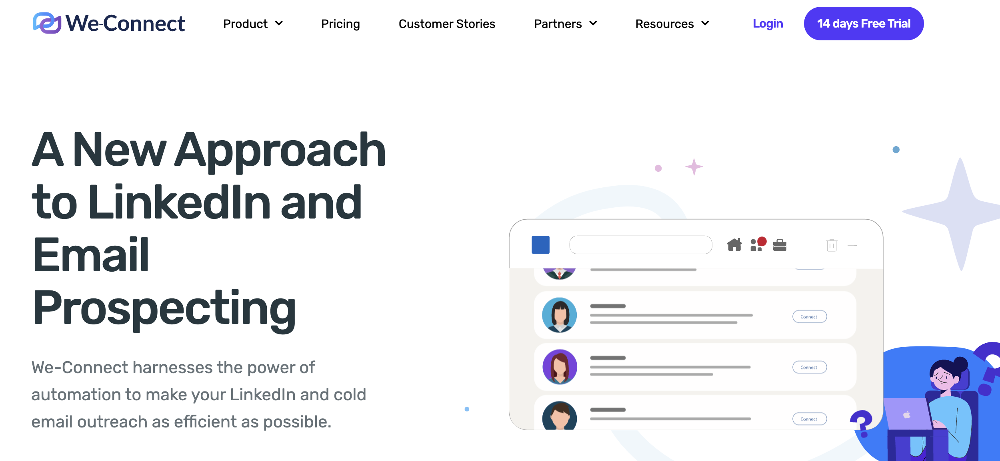 We-Connect
Product
Pricing
Customer Stories
Partners
Resources
Login
14 days Free Trial
A New Approach
to LinkedIn and
Email
Prospecting
We-Connect harnesses the power of
automation to make your LinkedIn and cold
email outreach as efficient as possible.
Connect
Connect
Connect
?
?